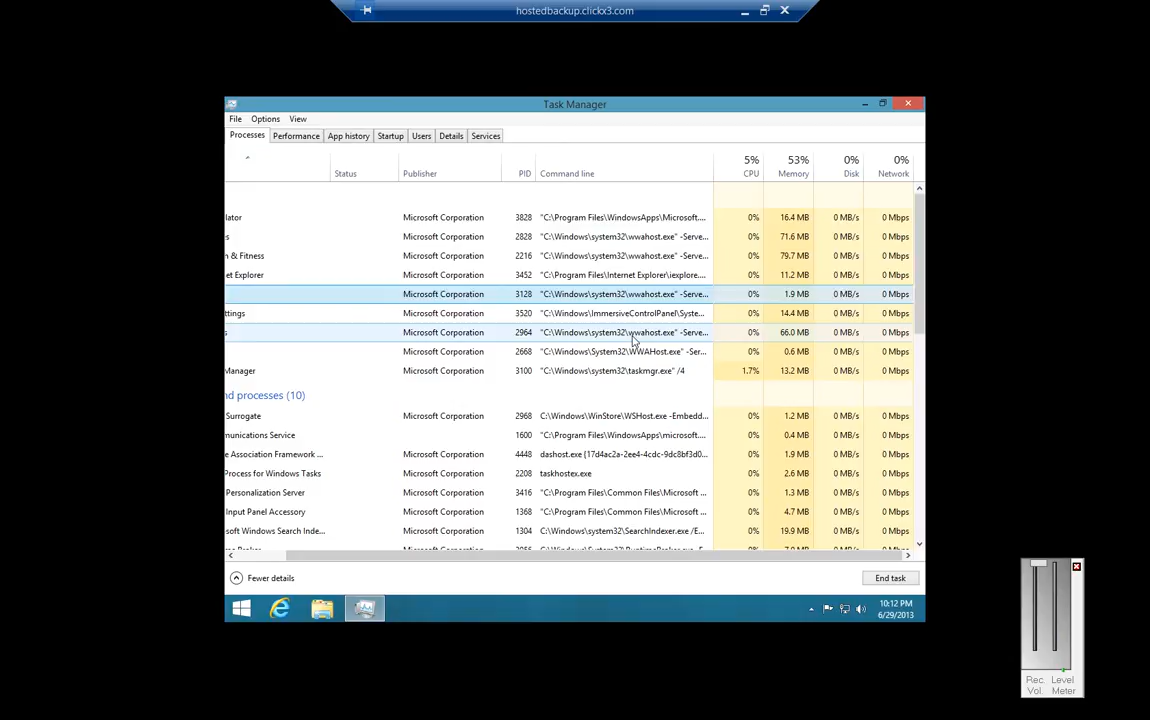 hostedbackup.clickx3.com
Task Manager
File Options View
Processes Performance App history Startup Users Details Services
5% 53% 0% 0%
Status Publisher PID Command line CPU Memory Disk Network
lator Microsoft Corporation 3828 "C:\Program Files\WindowsApps\Microsoft.... 0% 16.4 MB 0 MB/s 0 Mbps
s Microsoft Corporation 2828 "C:\Windows\system32\wwahost.exe" -Serve... 0% 71.6 MB 0 MB/s 0 Mbps
n & Fitness Microsoft Corporation 2216 "C:\Windows\system32\wwahost.exe" -Serve... 0% 79.7 MB 0 MB/s 0 Mbps
et Explorer Microsoft Corporation 3452 "C:\Program Files\Internet Explorer\iexplore.... 0% 11.2 MB 0 MB/s 0 Mbps
Microsoft Corporation 3128 "C:\Windows\system32\wwahost.exe" -Serve... 0% 1.9 MB 0 MB/s 0 Mbps
ttings Microsoft Corporation 3520 "C:\Windows\ImmersiveControlPanel\Syste... 0% 14.4 MB 0 MB/s 0 Mbps
s Microsoft Corporation 2964 "C:\Windows\system32\wwahost.exe" -Serve... 0% 66.0 MB 0 MB/s 0 Mbps
Microsoft Corporation 2668 "C:\Windows\System32\WWAHost.exe" -Ser... 0% 0.6 MB 0 MB/s 0 Mbps
Manager Microsoft Corporation 3100 "C:\Windows\system32\taskmgr.exe" /4 1.7% 13.2 MB 0 MB/s 0 Mbps
nd processes (10)
Surrogate Microsoft Corporation 2968 C:\Windows\WinStore\WSHost.exe -Embedd... 0% 1.2 MB 0 MB/s 0 Mbps
munications Service Microsoft Corporation 1600 "C:\Program Files\WindowsApps\microsoft.... 0% 0.4 MB 0 MB/s 0 Mbps
e Association Framework ... Microsoft Corporation 4448 dashost.exe {17d4ac2a-2ee4-4cdc-9dc8bf3d0... 0% 1.9 MB 0 MB/s 0 Mbps
Process for Windows Tasks Microsoft Corporation 2208 taskhostex.exe 0% 2.6 MB 0 MB/s 0 Mbps
Personalization Server Microsoft Corporation 3416 "C:\Program Files\Common Files\Microsoft ... 0% 1.3 MB 0 MB/s 0 Mbps
Input Panel Accessory Microsoft Corporation 1368 "C:\Program Files\Common Files\Microsoft ... 0% 4.7 MB 0 MB/s 0 Mbps
soft Windows Search Inde... Microsoft Corporation 1304 C:\Windows\system32\SearchIndexer.exe /E... 0% 19.9 MB 0 MB/s 0 Mbps
Fewer details End task
10:12 PM
6/29/2013
Rec. Level
Vol. Meter